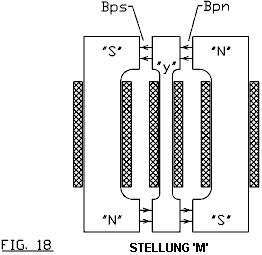 Bps Bpn
"S" "y" "N"
"N" "S"
FIG. 18 STELLUNG 'M'